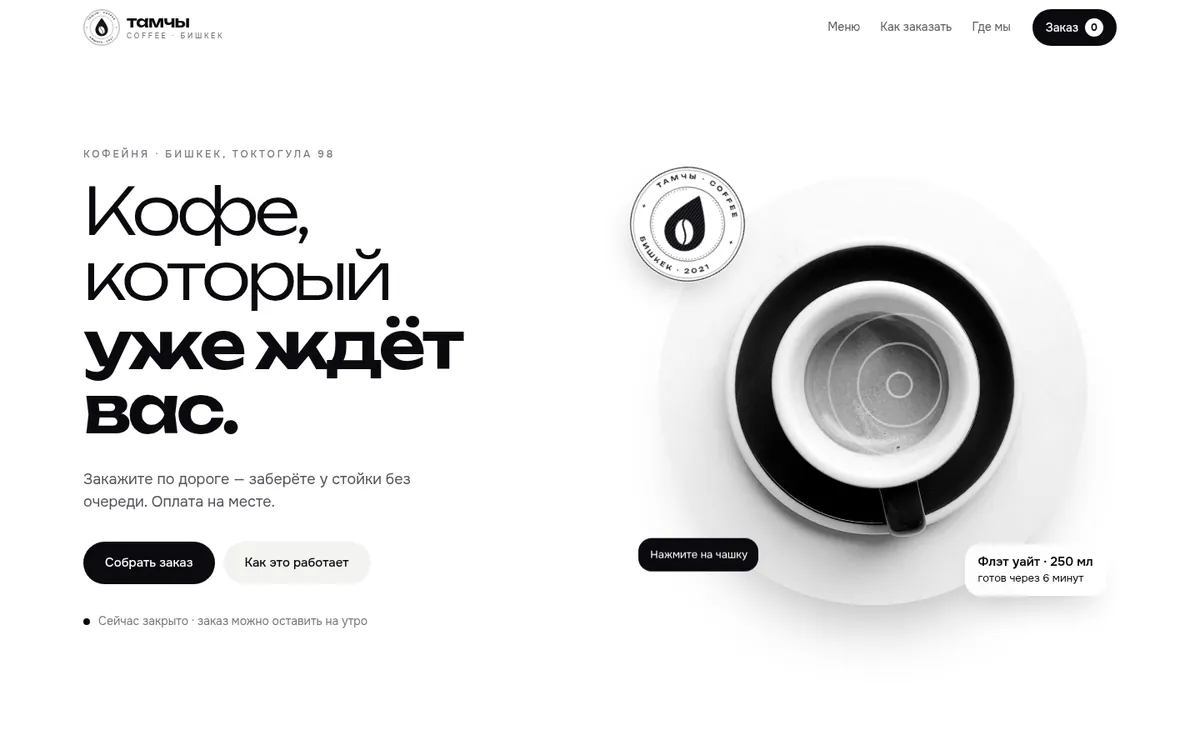 тамчы
COFFEE · БИШКЕК
Меню
Как заказать
Где мы
Заказ 0
КОФЕЙНЯ · БИШКЕК, ТОКТОГУЛА 98
Кофе,
который
уже ждёт
вас.
Закажите по дороге — заберёте у стойки без
очереди. Оплата на месте.
Собрать заказ
Как это работает
Сейчас закрыто · заказ можно оставить на утро
ТАМЧЫ · COFFEE
БИШКЕК · 2021
Нажмите на чашку
Флэт уайт · 250 мл
готов через 6 минут